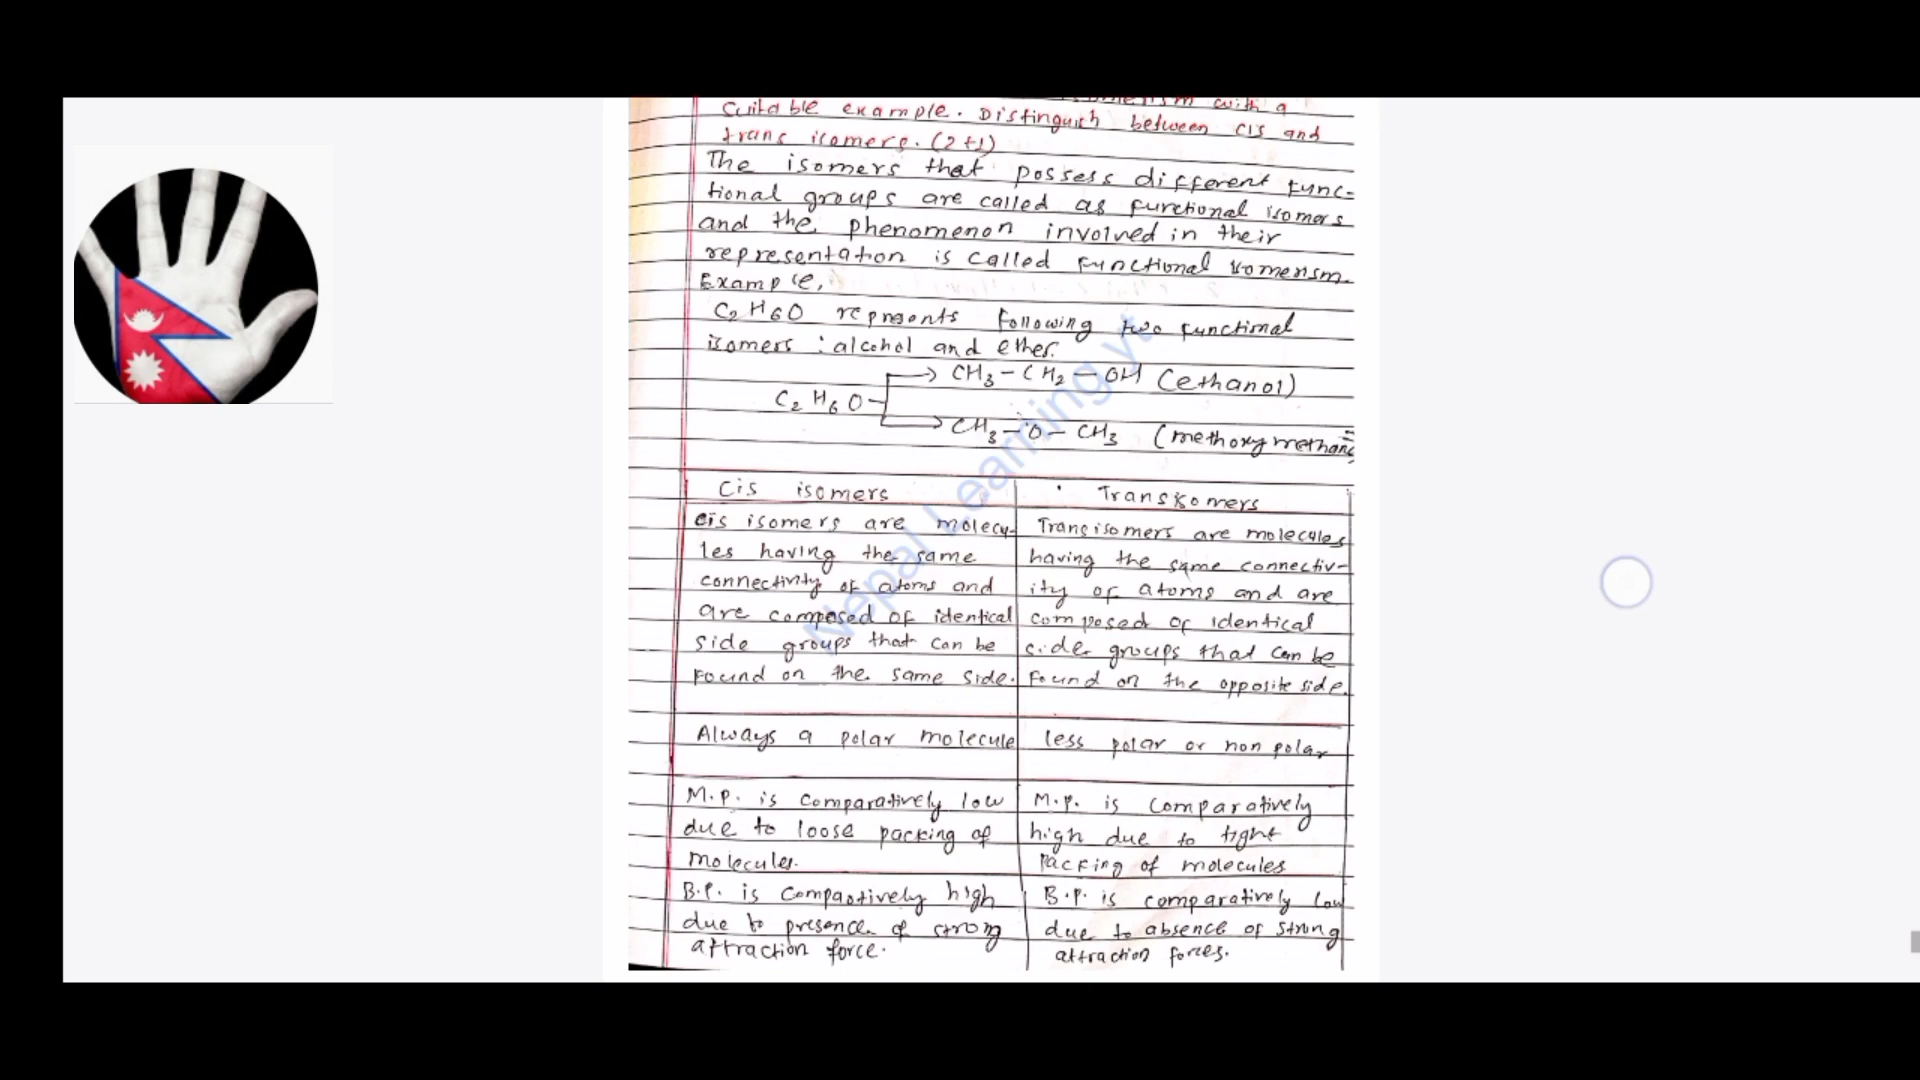 with a
Suitable example. Distinguish between cis and
trans isomers. (2+1)
The isomers that possess different func-
tional groups are called as functional isomers
and the phenomenon involved in their
representation is called functional isomerism.
Example,
C₂H₆O represents following two functional
isomers : alcohol and ether.
CH₃-CH₂-OH (ethanol)
C₂H₆O
CH₃-O-CH₃ (methoxymethane
Cis isomers
cis isomers are molecu-
les having the same
connectivity of atoms and
are composed of identical
side groups that can be
found on the same side.
Always a polar molecule
M.P. is comparatively low
due to loose packing of
molecules.
B.P. is compartively high
due to presence of strong
attraction force.
Trans isomers
Trans isomers are molecules
having the same connectiv-
ity of atoms and are
composed of identical
side groups that can be
found on the opposite side.
less polar or non polar
M.p. is comparatively
high due to tight
packing of molecules
B.P. is comparatively low
due to absence of strong
attraction forces.
Nepal Learning yt